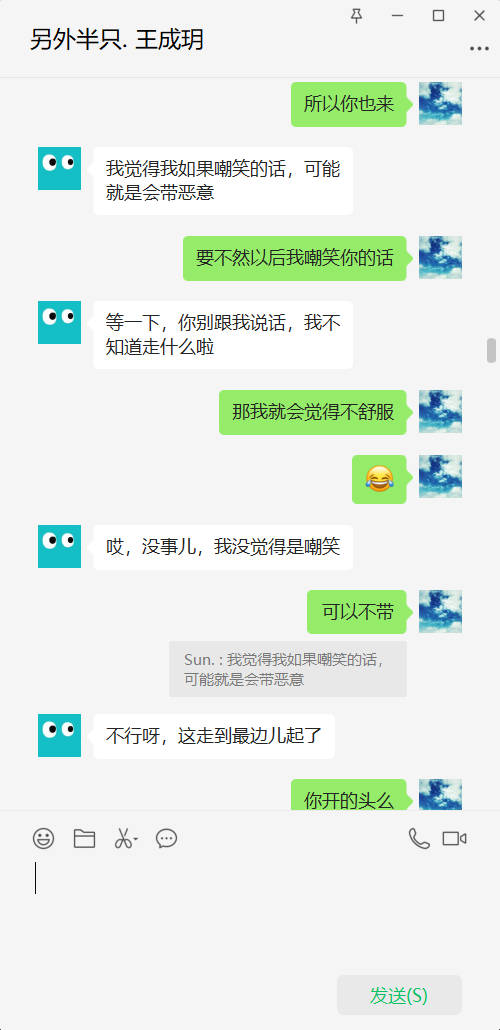 另外半只. 王成玥
所以你也来
我觉得我如果嘲笑的话，可能
就是会带恶意
要不然以后我嘲笑你的话
等一下，你别跟我说话，我不
知道走什么啦
那我就会觉得不舒服
😂
哎，没事儿，我没觉得是嘲笑
可以不带
Sun. : 我觉得我如果嘲笑的话，
可能就是会带恶意
不行呀，这走到最边儿起了
你开的头么
发送(S)